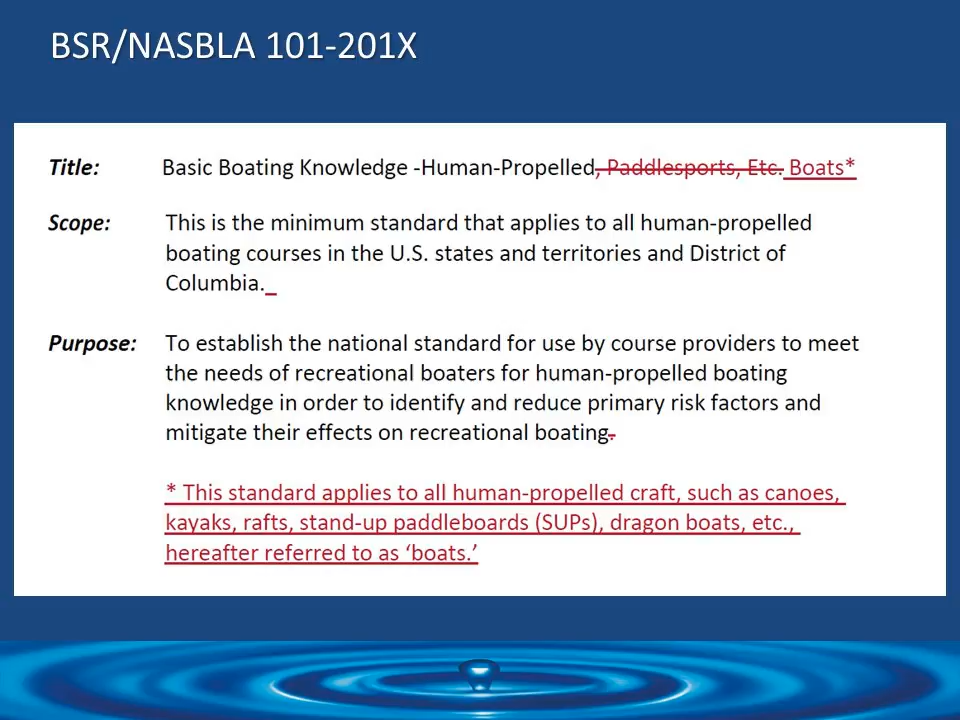 BSR/NASBLA 101-201X
Title: Basic Boating Knowledge -Human-Propelled, Paddlesports, Etc. Boats*
Scope: This is the minimum standard that applies to all human-propelled
boating courses in the U.S. states and territories and District of
Columbia.
Purpose: To establish the national standard for use by course providers to meet
the needs of recreational boaters for human-propelled boating
knowledge in order to identify and reduce primary risk factors and
mitigate their effects on recreational boating.
* This standard applies to all human-propelled craft, such as canoes,
kayaks, rafts, stand-up paddleboards (SUPs), dragon boats, etc.,
hereafter referred to as ‘boats.’